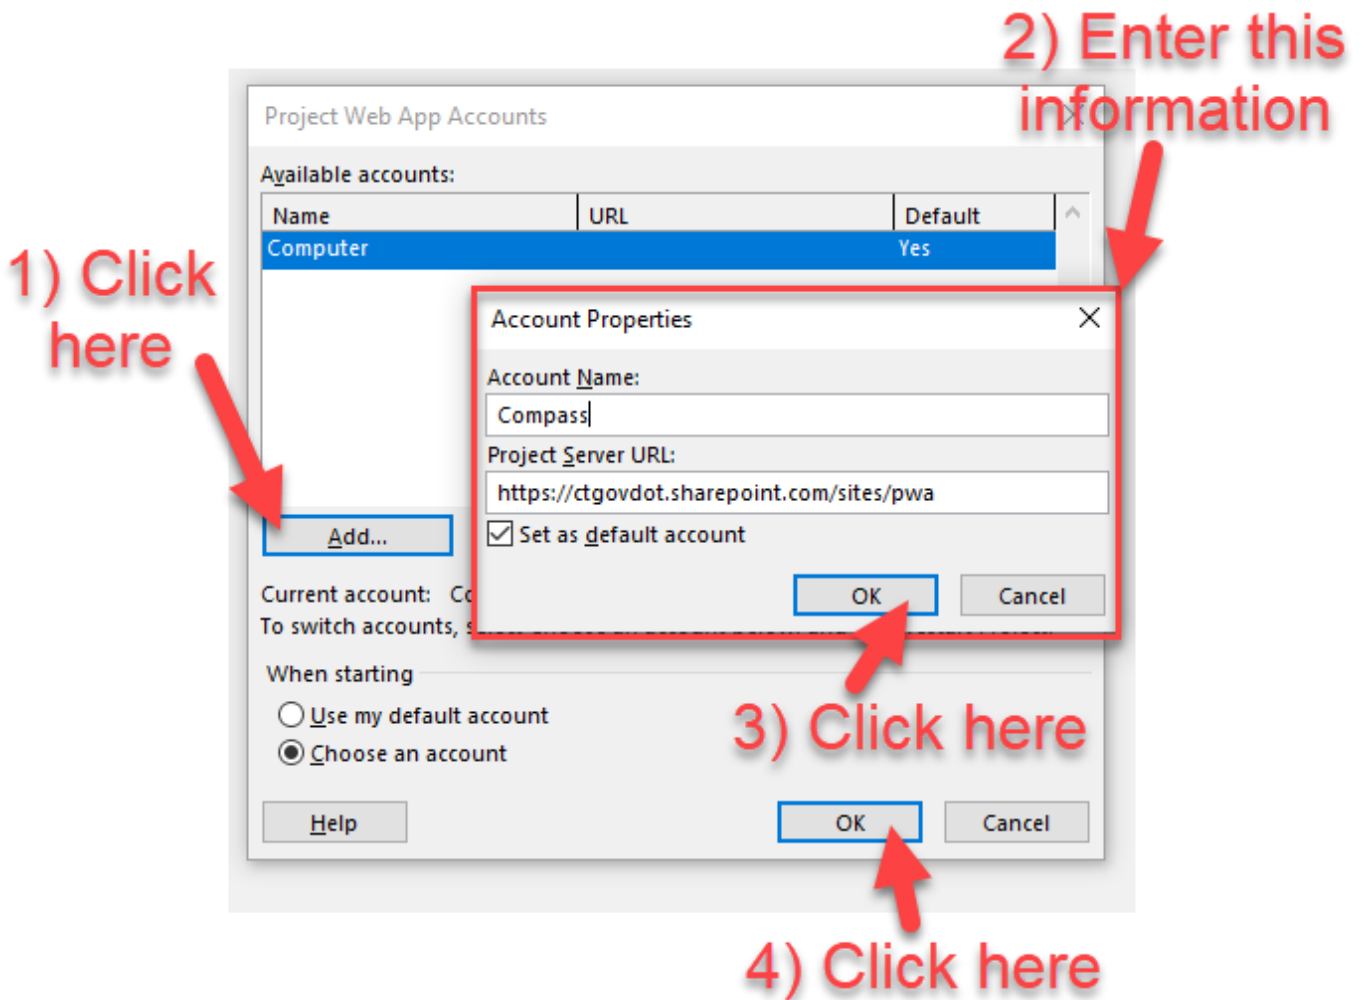 2) Enter this
information
Project Web App Accounts
Available accounts:
Name URL Default
Computer Yes
1) Click
here
Account Properties
Account Name:
Compass
Project Server URL:
https://ctgovdot.sharepoint.com/sites/pwa
Set as default account
Add...
OK Cancel
Current account: Co
To switch accounts,
When starting
Use my default account
Choose an account
3) Click here
Help OK Cancel
4) Click here